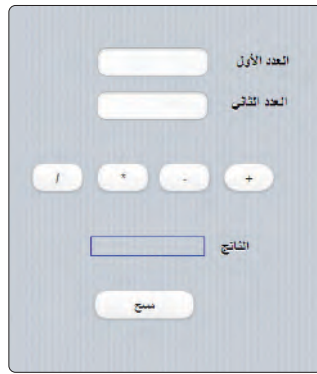 العدد الأول
العدد الثاني
+ - * /
الناتج
مسح